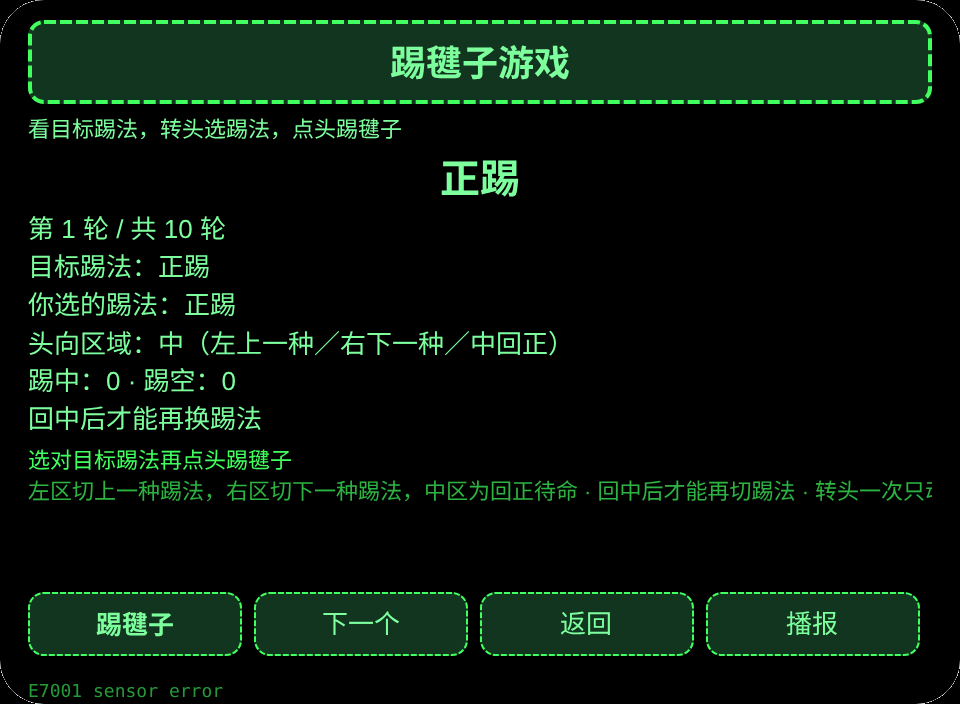 踢毽子游戏
看目标踢法，转头选踢法，点头踢毽子
正踢
第 1 轮 / 共 10 轮
目标踢法：正踢
你选的踢法：正踢
头向区域：中（左上一种／右下一种／中回正）
踢中：0 · 踢空：0
回中后才能再换踢法
选对目标踢法再点头踢毽子
左区切上一种踢法，右区切下一种踢法，中区为回正待命 · 回中后才能再切踢法 · 转头一次只
踢毽子
下一个
返回
播报
E7001 sensor error